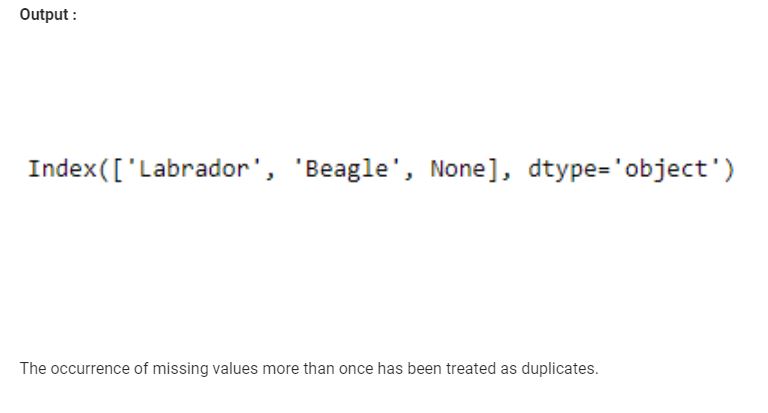 Output :
Index(['Labrador', 'Beagle', None], dtype='object')
The occurrence of missing values more than once has been treated as duplicates.